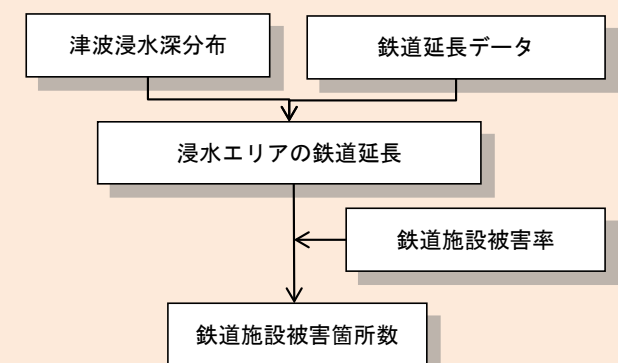 津波浸水深分布
鉄道延長データ
浸水エリアの鉄道延長
鉄道施設被害率
鉄道施設被害箇所数